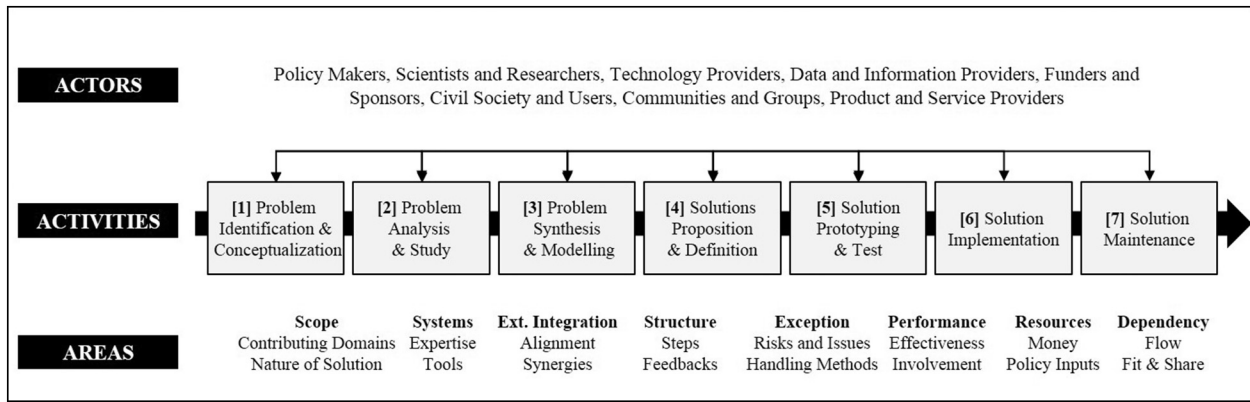 ACTORS
Policy Makers, Scientists and Researchers, Technology Providers, Data and Information Providers, Funders and
Sponsors, Civil Society and Users, Communities and Groups, Product and Service Providers
ACTIVITIES
[1] Problem
Identification &
Conceptualization
[2] Problem
Analysis
& Study
[3] Problem
Synthesis
& Modelling
[4] Solutions
Proposition
& Definition
[5] Solution
Prototyping
& Test
[6] Solution
Implementation
[7] Solution
Maintenance
AREAS
Scope
Contributing Domains
Nature of Solution
Systems
Expertise
Tools
Ext. Integration
Alignment
Synergies
Structure
Steps
Feedbacks
Exception
Risks and Issues
Handling Methods
Performance
Effectiveness
Involvement
Resources
Money
Policy Inputs
Dependency
Flow
Fit & Share